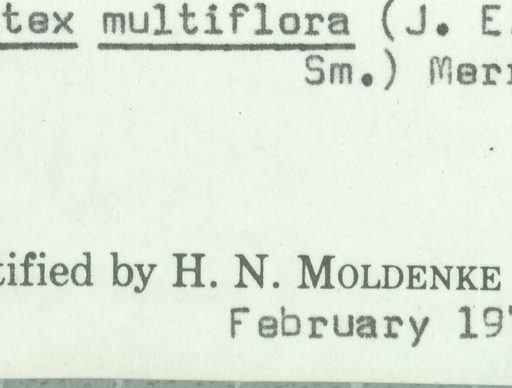 tex multiflora (J. E.
Sm.) Merr
tified by H. N. MOLDENKE
February 19